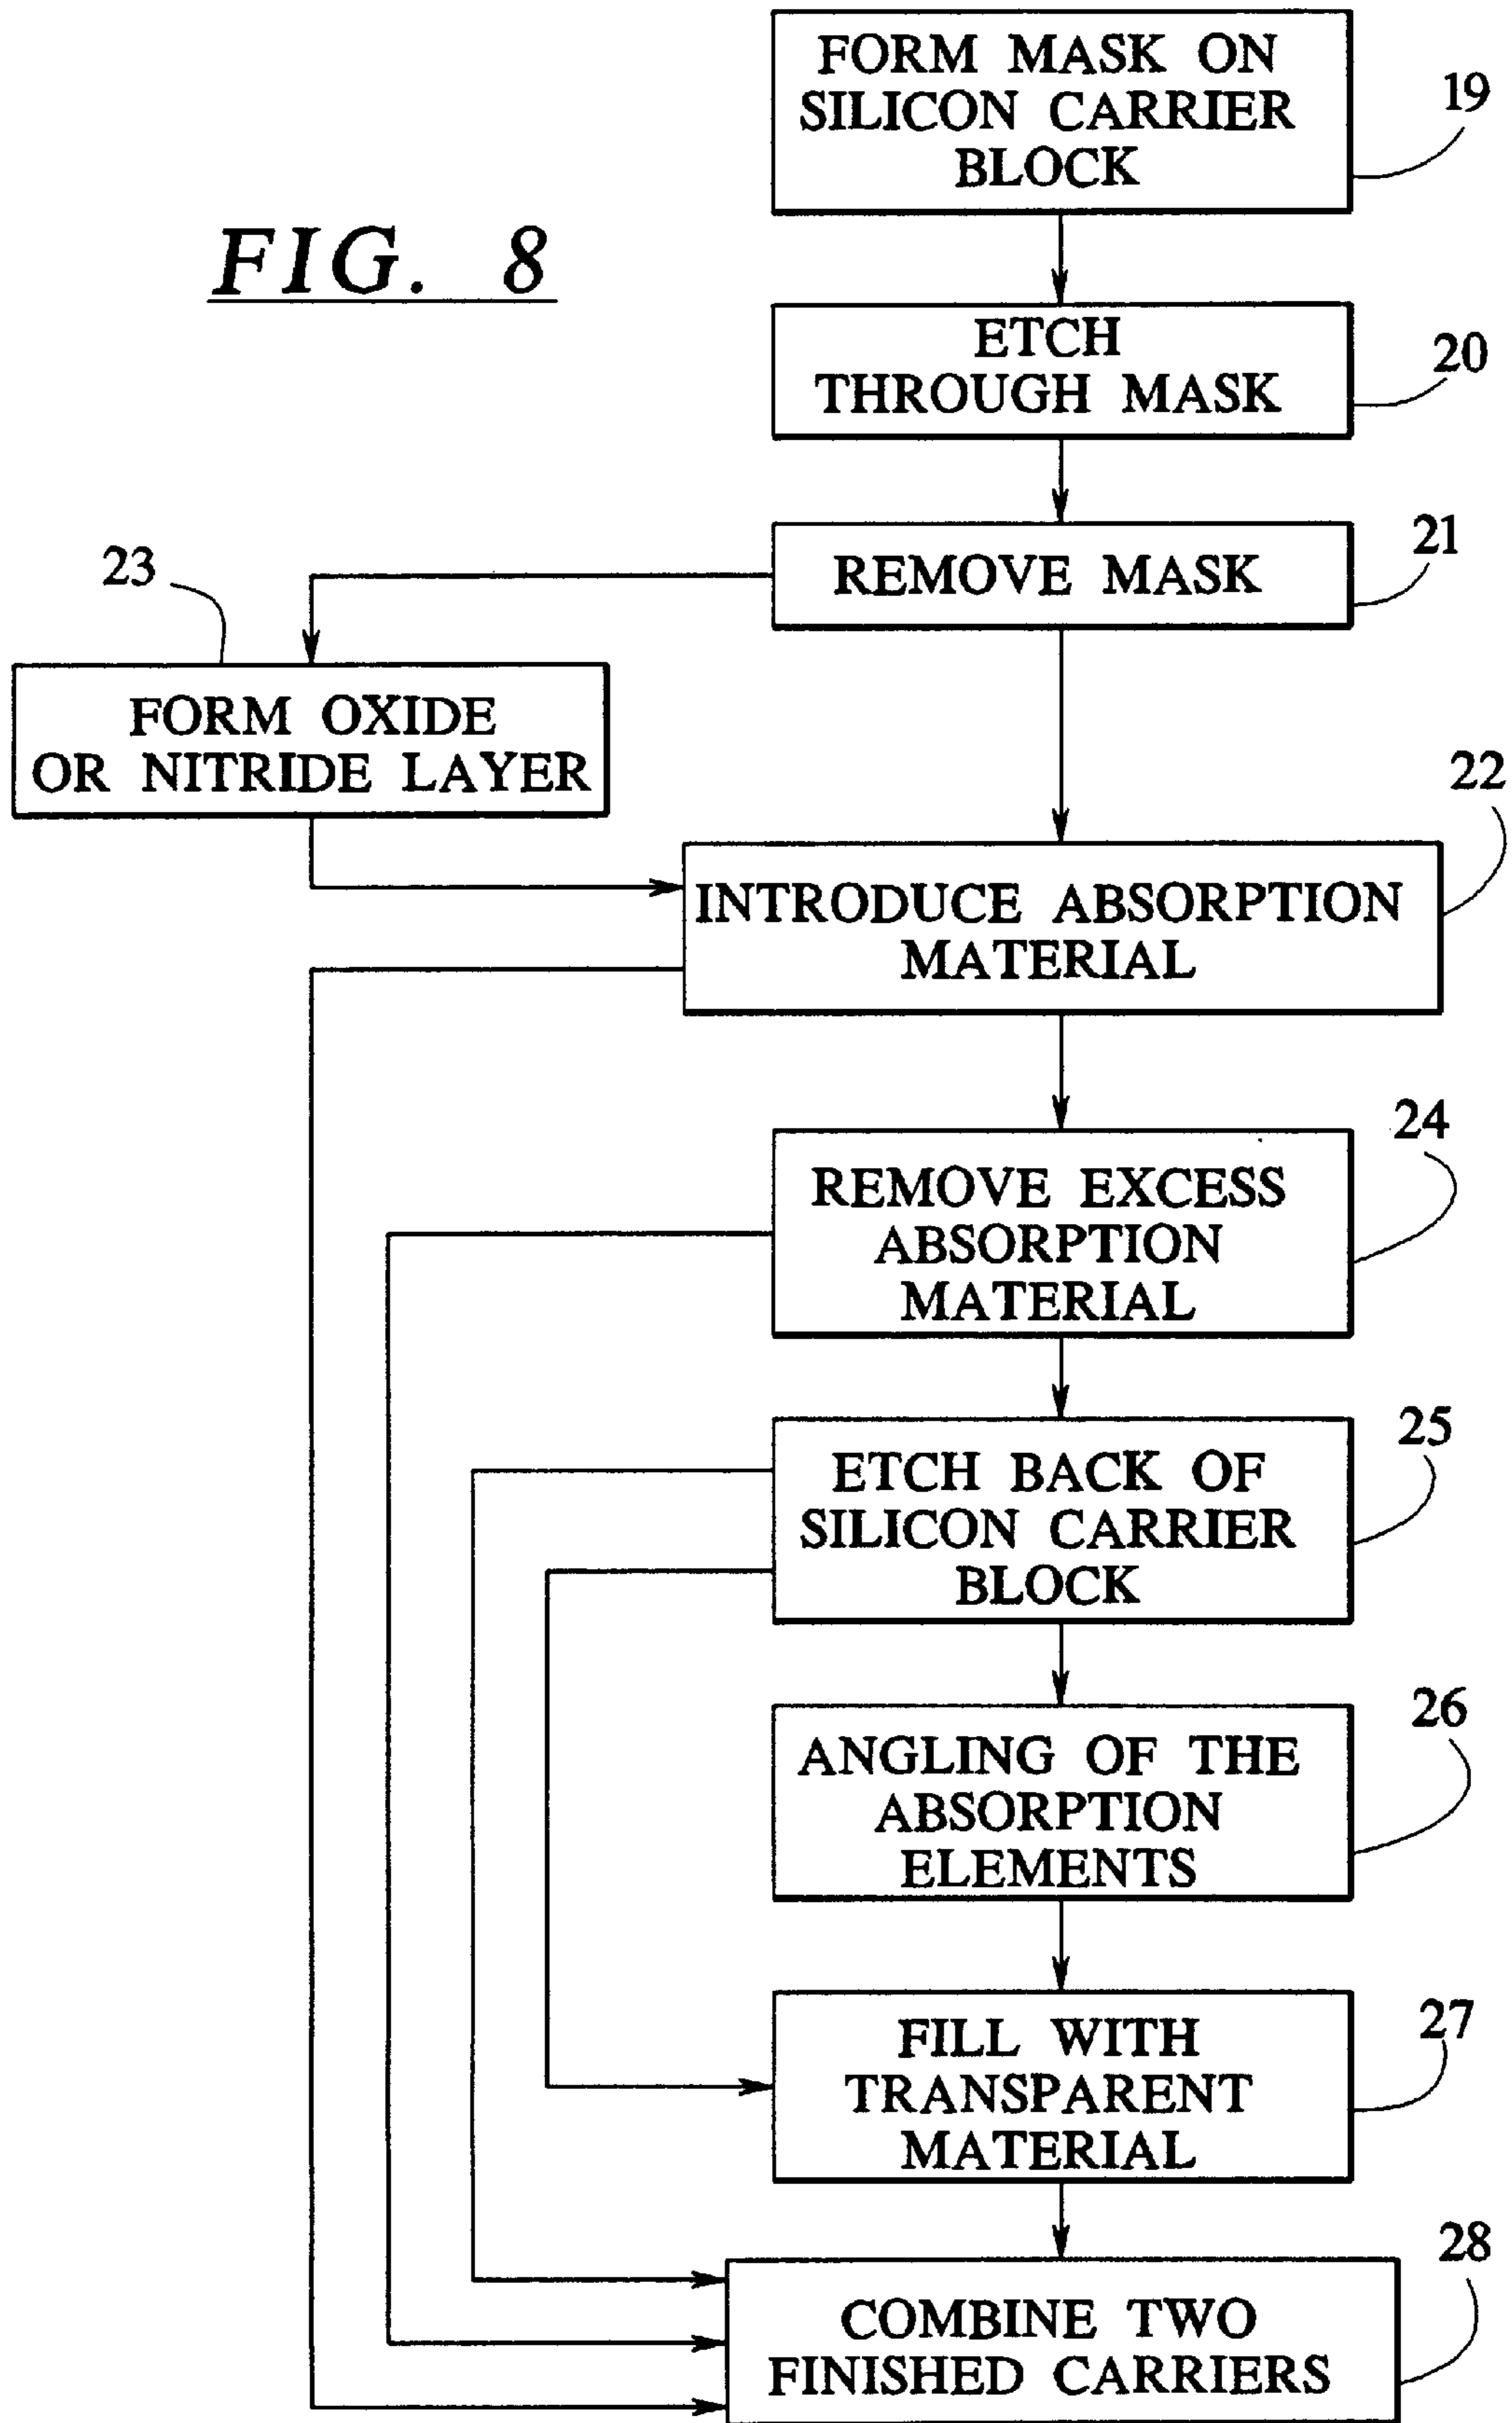 FIG. 8
FORM MASK ON
SILICON CARRIER
BLOCK
19
ETCH
THROUGH MASK
20
REMOVE MASK
21
23
FORM OXIDE
OR NITRIDE LAYER
22
INTRODUCE ABSORPTION
MATERIAL
24
REMOVE EXCESS
ABSORPTION
MATERIAL
25
ETCH BACK OF
SILICON CARRIER
BLOCK
26
ANGLING OF THE
ABSORPTION
ELEMENTS
27
FILL WITH
TRANSPARENT
MATERIAL
28
COMBINE TWO
FINISHED CARRIERS